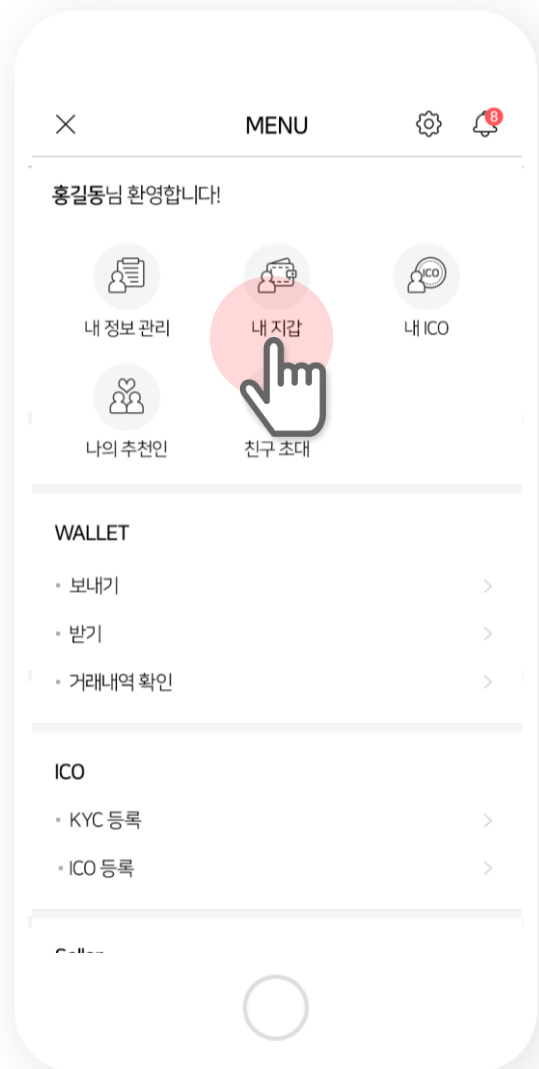 MENU
8
홍길동님 환영합니다!
ICO
내 정보 관리
내 지갑
내 ICO
나의 추천인
친구 초대
WALLET
보내기
받기
거래내역 확인
ICO
KYC 등록
ICO 등록